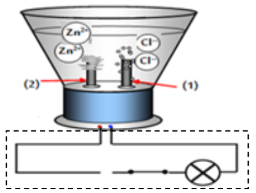 Zn²⁺ Cl⁻
Zn²⁺ Cl⁻
(2) (1)